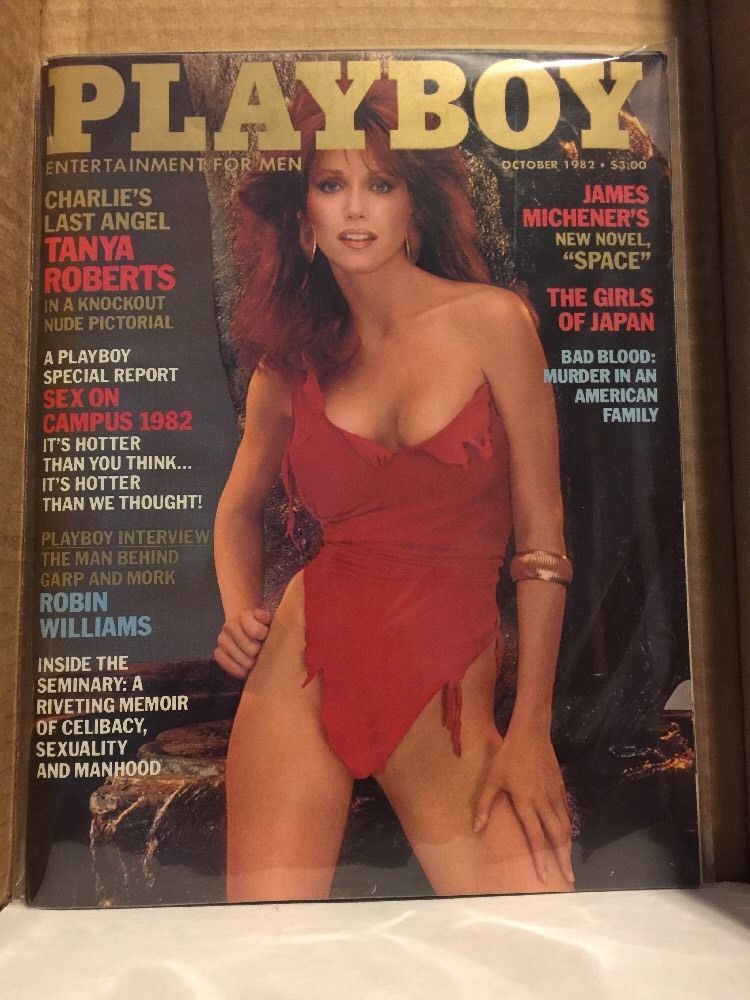 PLAYBOY
ENTERTAINMENT FOR MEN
OCTOBER 1982 • $3.00
CHARLIE'S
LAST ANGEL
TANYA
ROBERTS
IN A KNOCKOUT
NUDE PICTORIAL
A PLAYBOY
SPECIAL REPORT
SEX ON
CAMPUS 1982
IT'S HOTTER
THAN YOU THINK...
IT'S HOTTER
THAN WE THOUGHT!
PLAYBOY INTERVIEW
THE MAN BEHIND
GARP AND MORK
ROBIN
WILLIAMS
INSIDE THE
SEMINARY: A
RIVETING MEMOIR
OF CELIBACY,
SEXUALITY
AND MANHOOD
JAMES
MICHENER'S
NEW NOVEL,
“SPACE”
THE GIRLS
OF JAPAN
BAD BLOOD:
MURDER IN AN
AMERICAN
FAMILY